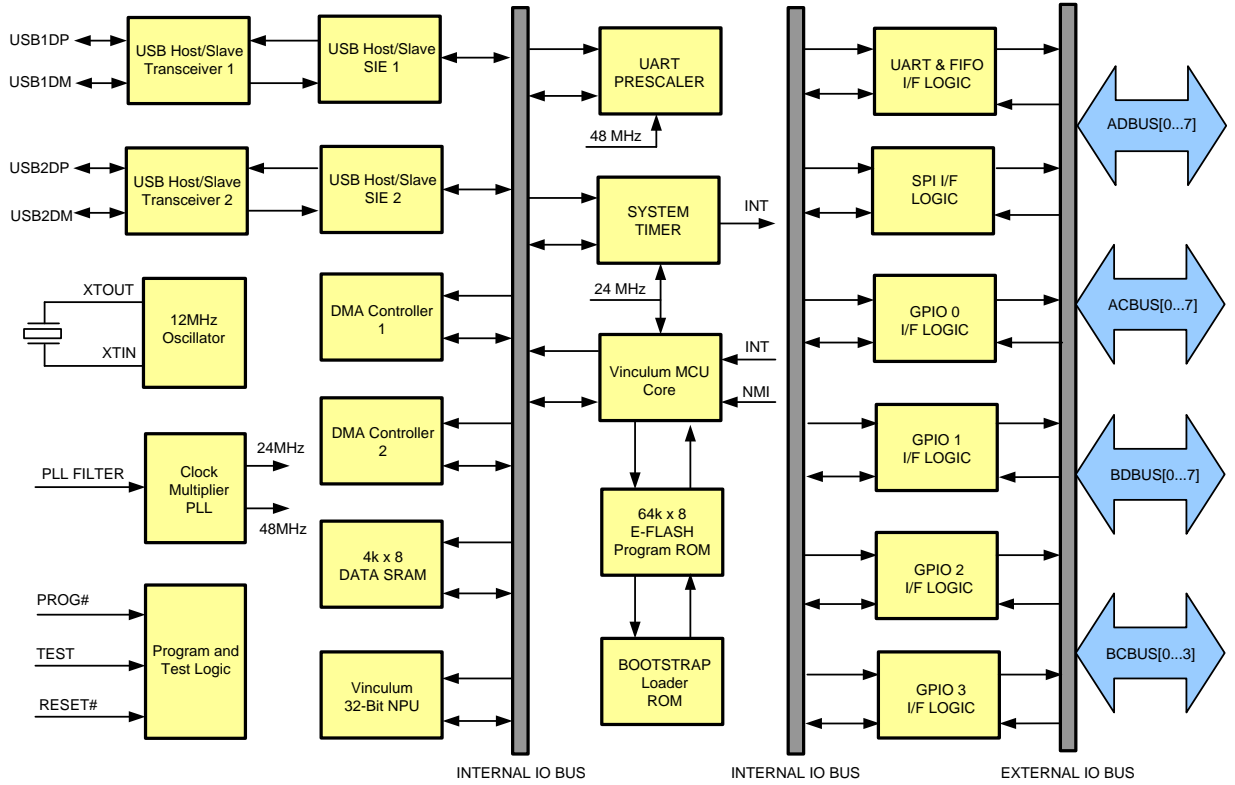 USB1DP
USB1DM
USB Host/Slave
Transceiver 1
USB Host/Slave
SIE 1
USB2DP
USB2DM
USB Host/Slave
Transceiver 2
USB Host/Slave
SIE 2
XTOUT
XTIN
12MHz
Oscillator
DMA Controller
1
PLL FILTER
Clock
Multiplier
PLL
24MHz
48MHz
DMA Controller
2
4k x 8
DATA SRAM
PROG#
TEST
RESET#
Program and
Test Logic
Vinculum
32-Bit NPU
UART
PRESCALER
48 MHz
SYSTEM
TIMER
INT
24 MHz
Vinculum MCU
Core
INT
NMI
64k x 8
E-FLASH
Program ROM
BOOTSTRAP
Loader
ROM
UART & FIFO
I/F LOGIC
SPI I/F
LOGIC
GPIO 0
I/F LOGIC
GPIO 1
I/F LOGIC
GPIO 2
I/F LOGIC
GPIO 3
I/F LOGIC
ADBUS[0...7]
ACBUS[0...7]
BDBUS[0...7]
BCBUS[0...3]
INTERNAL IO BUS
INTERNAL IO BUS
EXTERNAL IO BUS